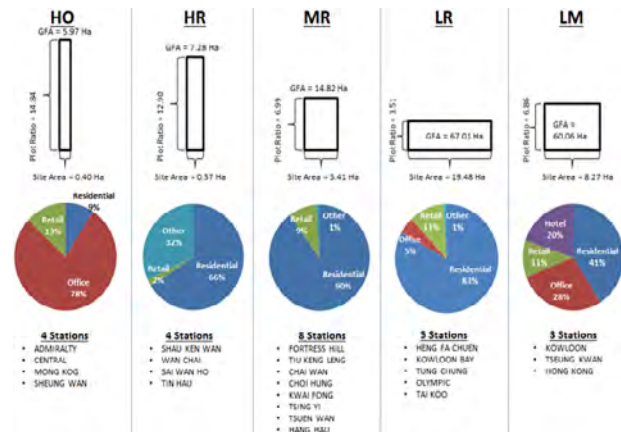 HO
GFA = 5.97 Ha
Plot Ratio = 14.84
Site Area = 0.40 Ha
Residential
9%
Retail
13%
Office
78%
4 Stations
ADMIRALTY
CENTRAL
MONG KOG
SHEUNG WAN
HR
GFA = 7.28 Ha
Plot Ratio = 12.90
Site Area = 0.57 Ha
Other
32%
Retail
2%
Residential
66%
4 Stations
SHAU KEN WAN
WAN CHAI
SAI WAN HO
TIN HAU
MR
GFA = 14.82 Ha
Plot Ratio = 6.99
Site Area = 3.41 Ha
Other
1%
Retail
9%
Residential
90%
8 Stations
FORTRESS HILL
TIU KENG LENG
CHAI WAN
CHOI HUNG
KWAI FONG
TSING YI
TSUEN WAN
HANG HAU
LR
Plot Ratio = 3.51
GFA = 67.01 Ha
Site Area = 19.48 Ha
Other
1%
Retail
11%
Office
5%
Residential
83%
5 Stations
HENG FA CHUEN
KOWLOON BAY
TUNG CHUNG
OLYMPIC
TAI KOO
LM
Plot Ratio = 6.86
GFA =
60.06 Ha
Site Area = 8.27 Ha
Hotel
20%
Retail
11%
Office
28%
Residential
41%
3 Stations
KOWLOON
TSEUNG KWAN
HONG KONG